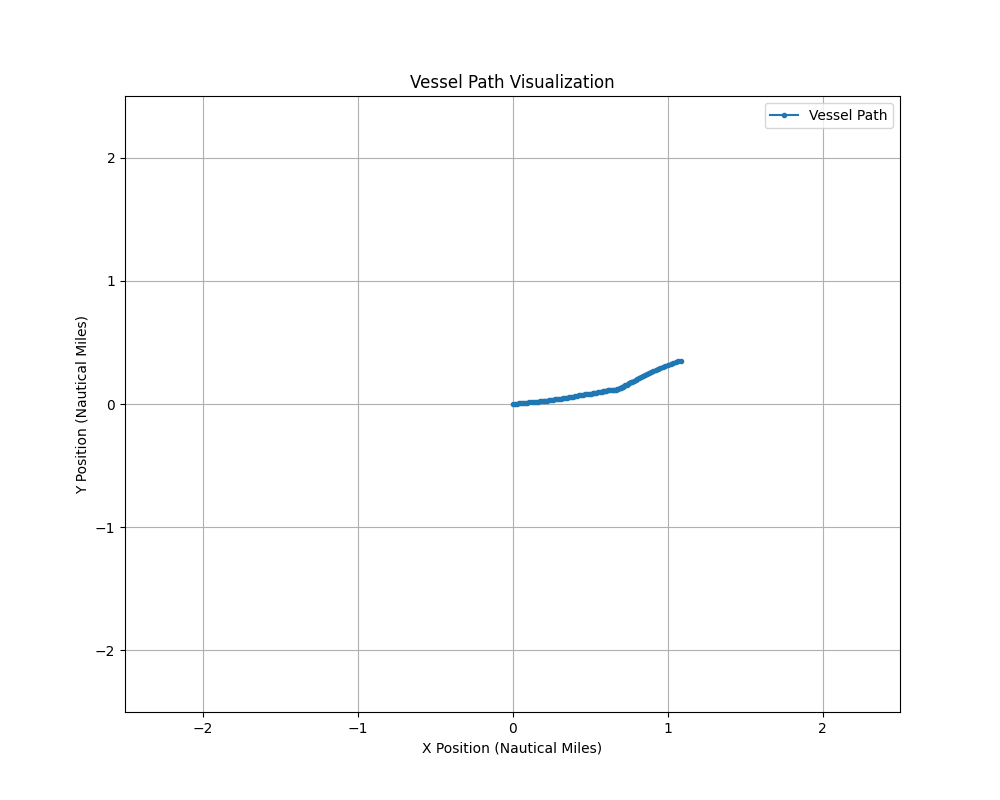 Vessel Path Visualization
Vessel Path
2
1
0
−1
−2
Y Position (Nautical Miles)
−2
−1
0
1
2
X Position (Nautical Miles)